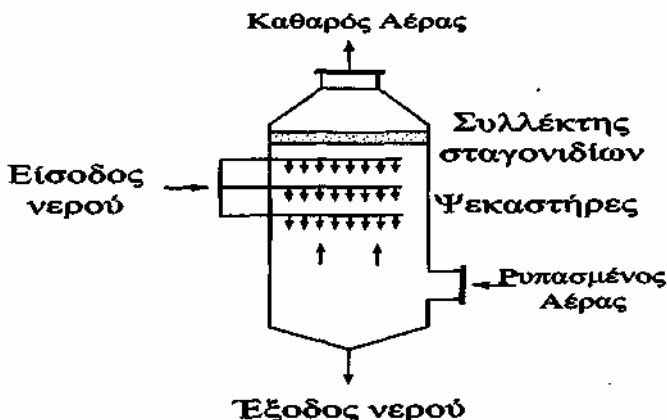 Καθαρός Αέρας
Συλλέκτης
σταγονιδίων
Είσοδος
νερού
Ψεκαστήρες
Ρυπασμένος
Αέρας
Έξοδος νερού